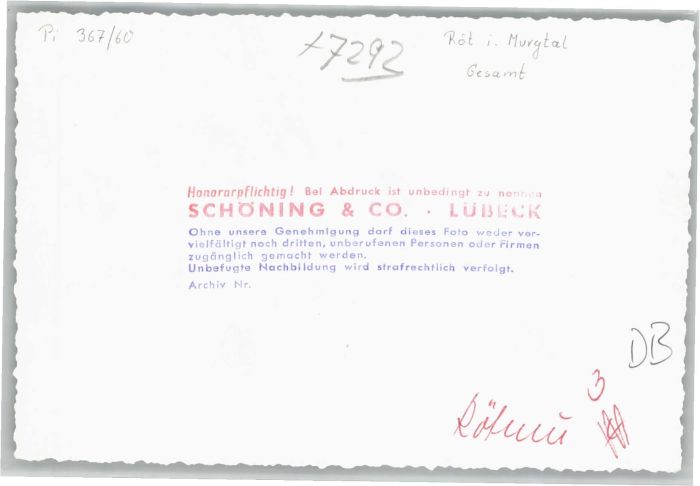 Pi 367/60
+7292
Röt i. Murgtal
Gesamt
Honorarpflichtig! Bei Abdruck ist unbedingt zu nennen
SCHÖNING & CO. · LÜBECK
Ohne unsere Genehmigung darf dieses Foto weder ver-
vielfältigt noch dritten, unberufenen Personen oder Firmen
zugänglich gemacht werden.
Unbefugte Nachbildung wird strafrechtlich verfolgt.
Archiv Nr.
DB
3